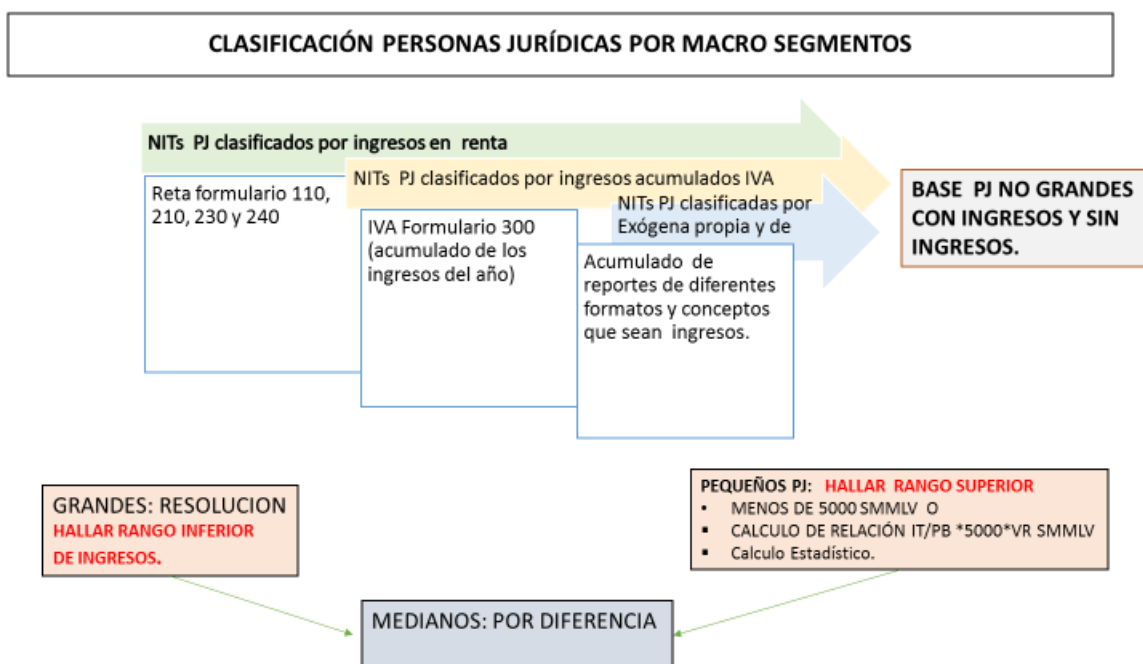 CLASIFICACIÓN PERSONAS JURÍDICAS POR MACRO SEGMENTOS
NITs PJ clasificados por ingresos en renta
Reta formulario 110,
210, 230 y 240
NITs PJ clasificados por ingresos acumulados IVA
IVA Formulario 300
(acumulado de los
ingresos del año)
NITs PJ clasificadas por
Exógena propia y de
Acumulado de
reportes de diferentes
formatos y conceptos
que sean ingresos.
BASE PJ NO GRANDES
CON INGRESOS Y SIN
INGRESOS.
GRANDES: RESOLUCION
HALLAR RANGO INFERIOR
DE INGRESOS.
PEQUEÑOS PJ: HALLAR RANGO SUPERIOR
• MENOS DE 5000 SMMLV O
▪ CALCULO DE RELACIÓN IT/PB *5000*VR SMMLV
▪ Calculo Estadístico.
MEDIANOS: POR DIFERENCIA